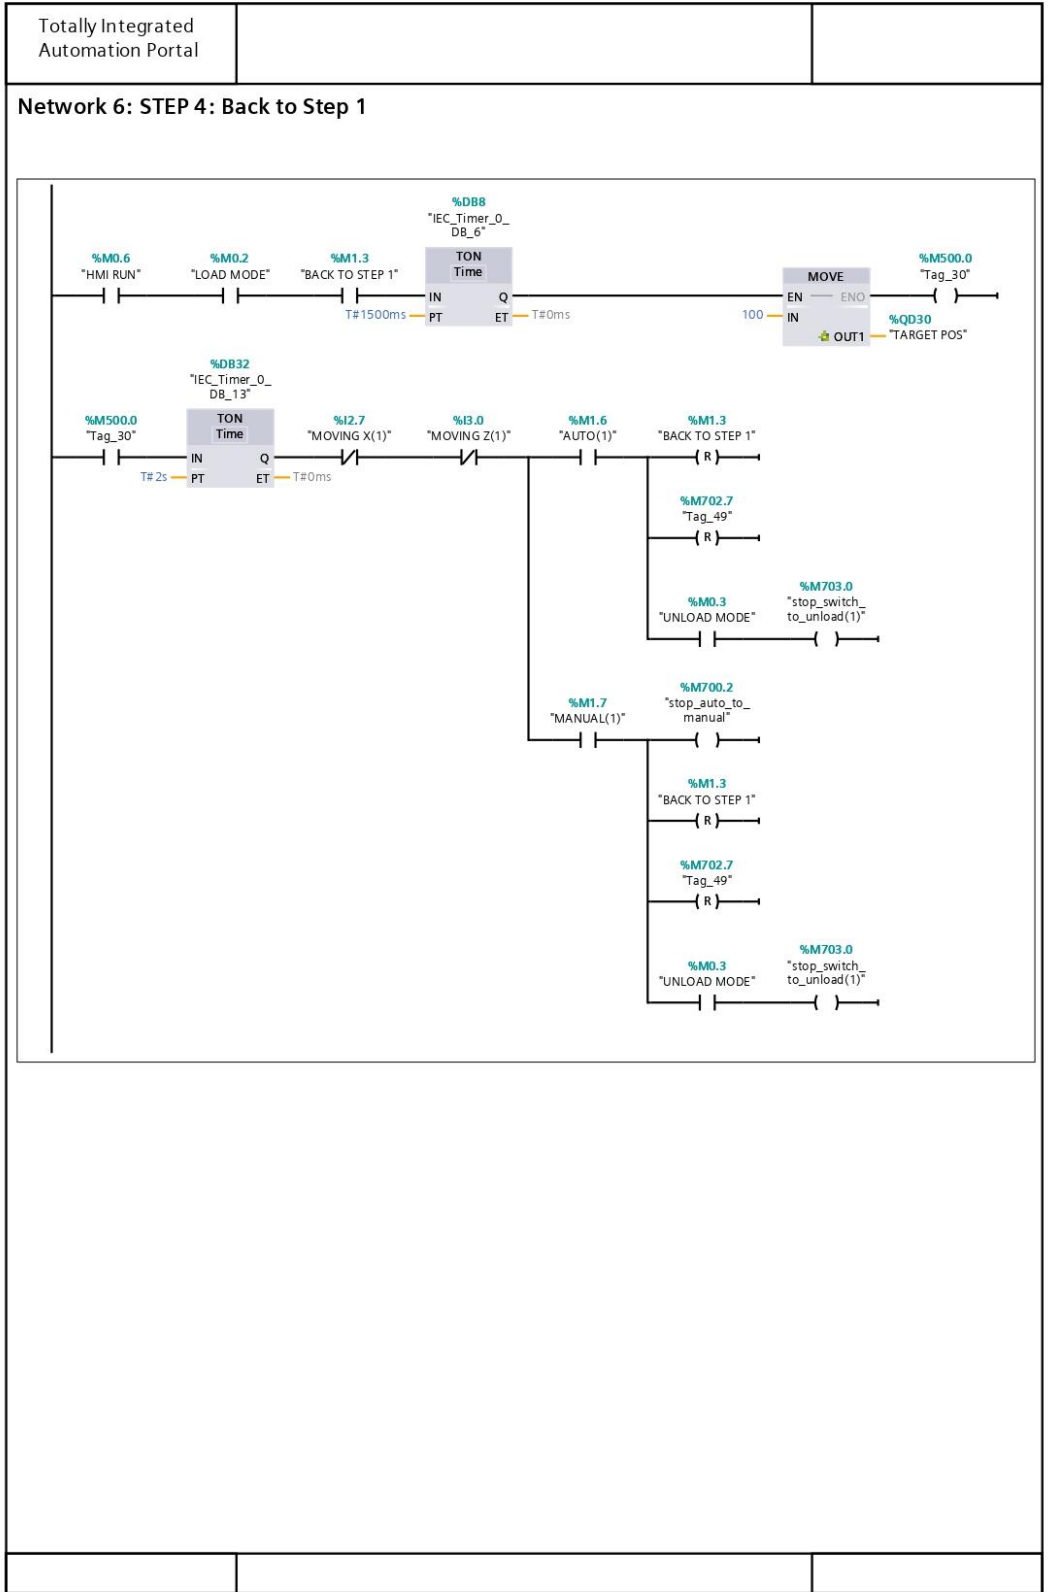 Totally Integrated
Automation Portal
Network 6: STEP 4: Back to Step 1
%DB8
"IEC_Timer_0_
DB_6"
%M0.6
"HMI RUN"
%M0.2
"LOAD MODE"
%M1.3
"BACK TO STEP 1"
TON
Time
IN
Q
T#1500ms
PT
ET
T#0ms
MOVE
EN
ENO
100
IN
OUT1
%M500.0
"Tag_30"
%QD30
"TARGET POS"
%DB32
"IEC_Timer_0_
DB_13"
%M500.0
"Tag_30"
TON
Time
IN
Q
T#2s
PT
ET
T#0ms
%I2.7
"MOVING X(1)"
%I3.0
"MOVING Z(1)"
%M1.6
"AUTO(1)"
%M1.3
"BACK TO STEP 1"
R
%M702.7
"Tag_49"
R
%M0.3
"UNLOAD MODE"
%M703.0
"stop_switch_
to_unload(1)"
%M1.7
"MANUAL(1)"
%M700.2
"stop_auto_to_
manual"
%M1.3
"BACK TO STEP 1"
R
%M702.7
"Tag_49"
R
%M0.3
"UNLOAD MODE"
%M703.0
"stop_switch_
to_unload(1)"